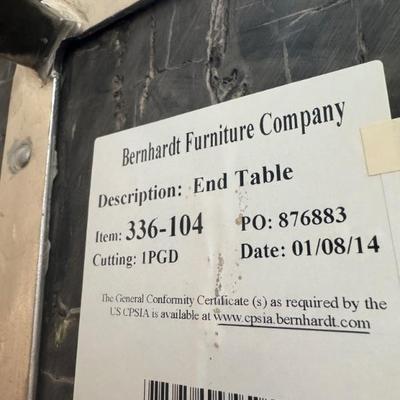 Bernhardt Furniture Company
Description: End Table
Item: 336-104 PO: 876883
Cutting: 1PGD Date: 01/08/14
The General Conformity Certificate (s) as required by the
US CPSIA is available at www.cpsia.bernhardt.com